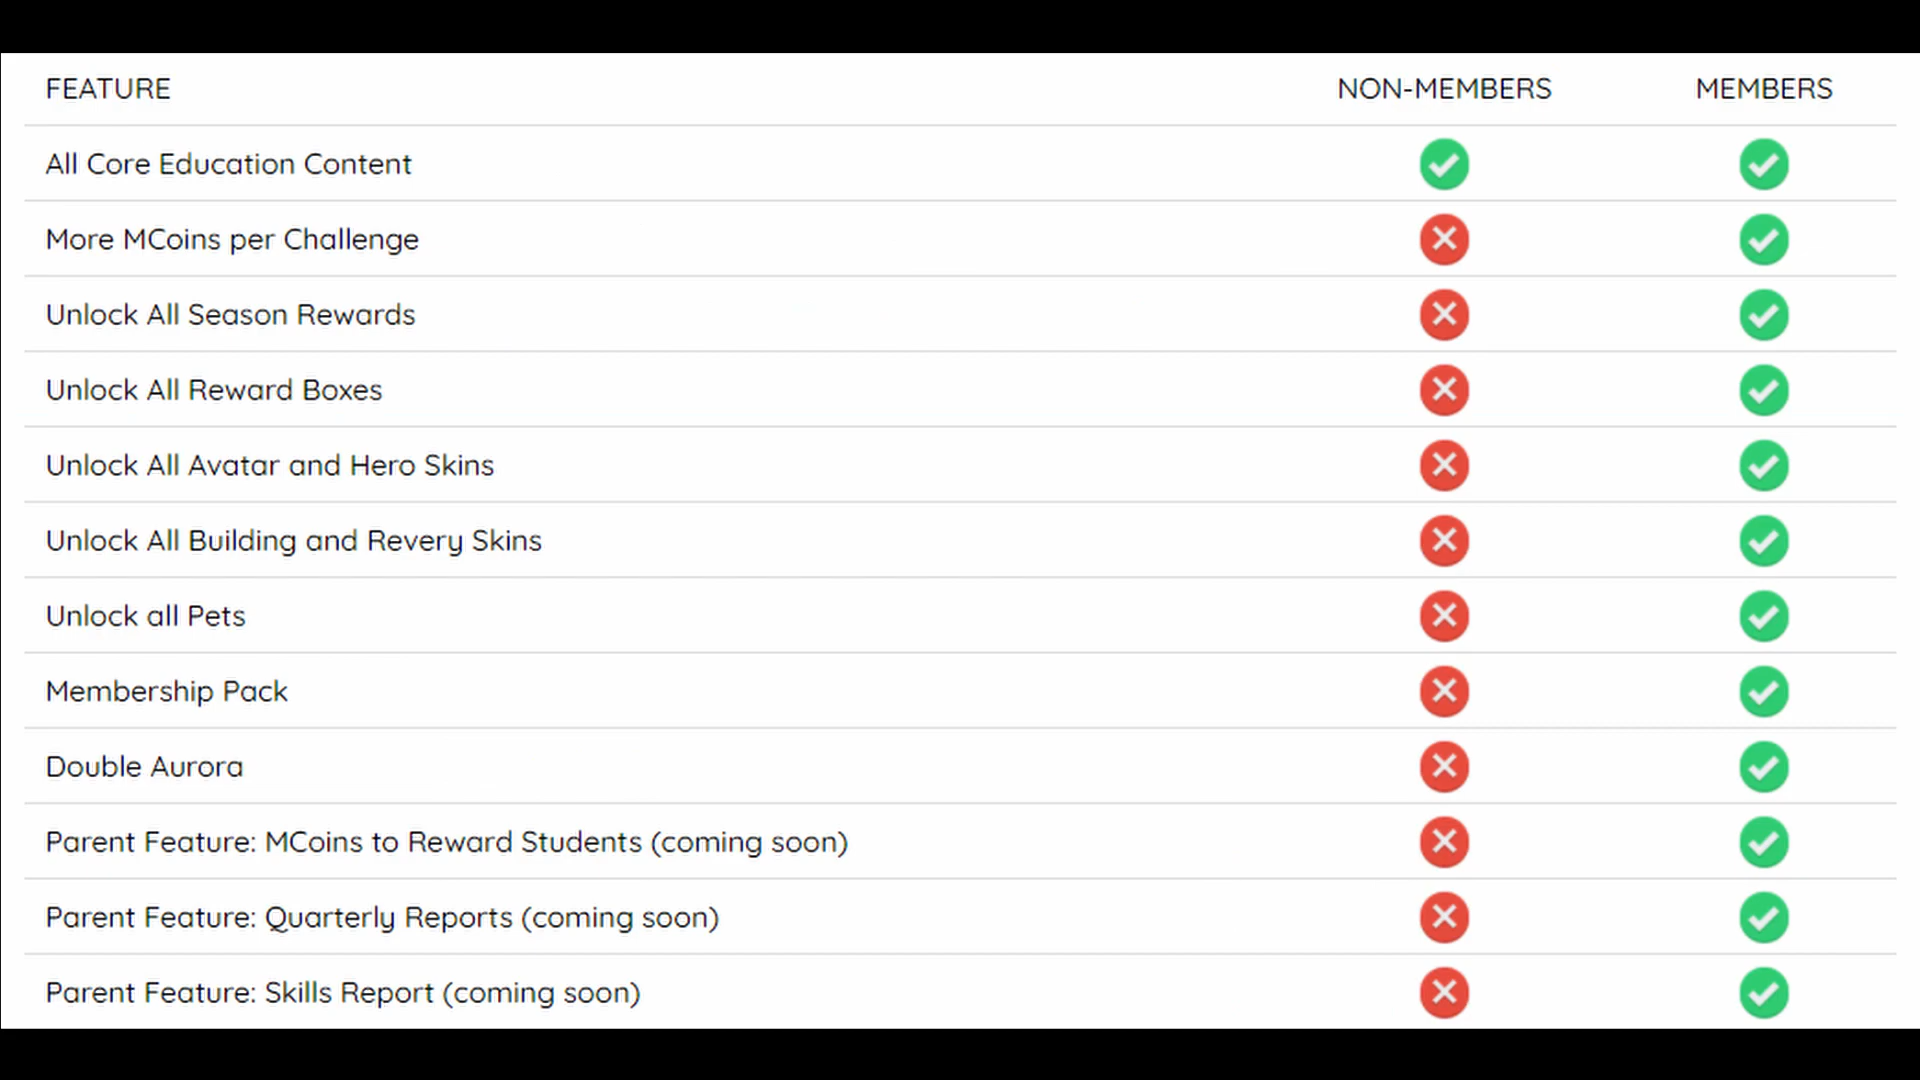 FEATURE NON-MEMBERS MEMBERS
All Core Education Content
More MCoins per Challenge
Unlock All Season Rewards
Unlock All Reward Boxes
Unlock All Avatar and Hero Skins
Unlock All Building and Revery Skins
Unlock all Pets
Membership Pack
Double Aurora
Parent Feature: MCoins to Reward Students (coming soon)
Parent Feature: Quarterly Reports (coming soon)
Parent Feature: Skills Report (coming soon)